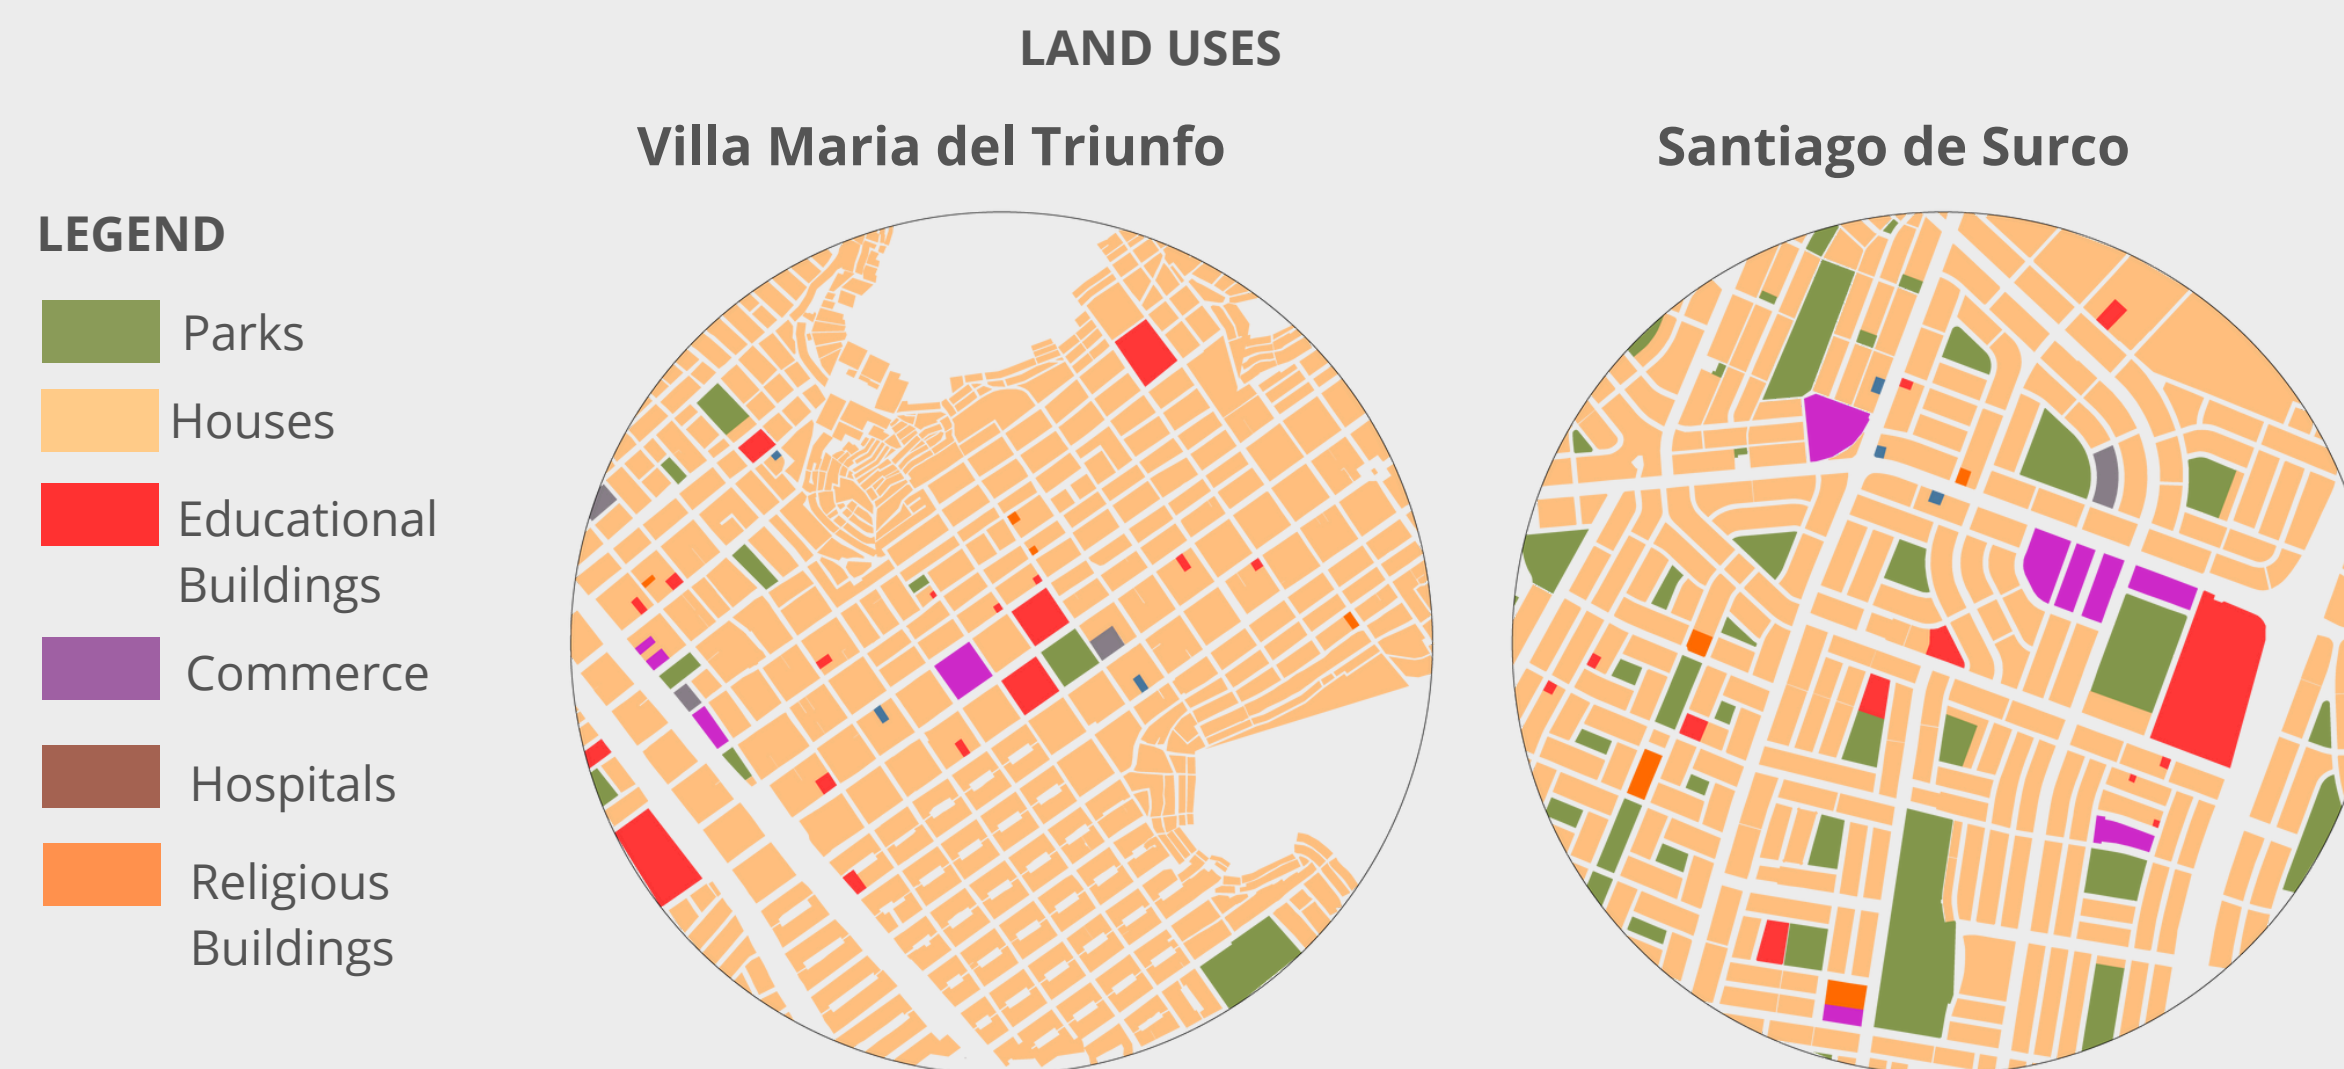 LAND USES
Villa Maria del Triunfo
Santiago de Surco
LEGEND
Parks
Houses
Educational
Buildings
Commerce
Hospitals
Religious
Buildings